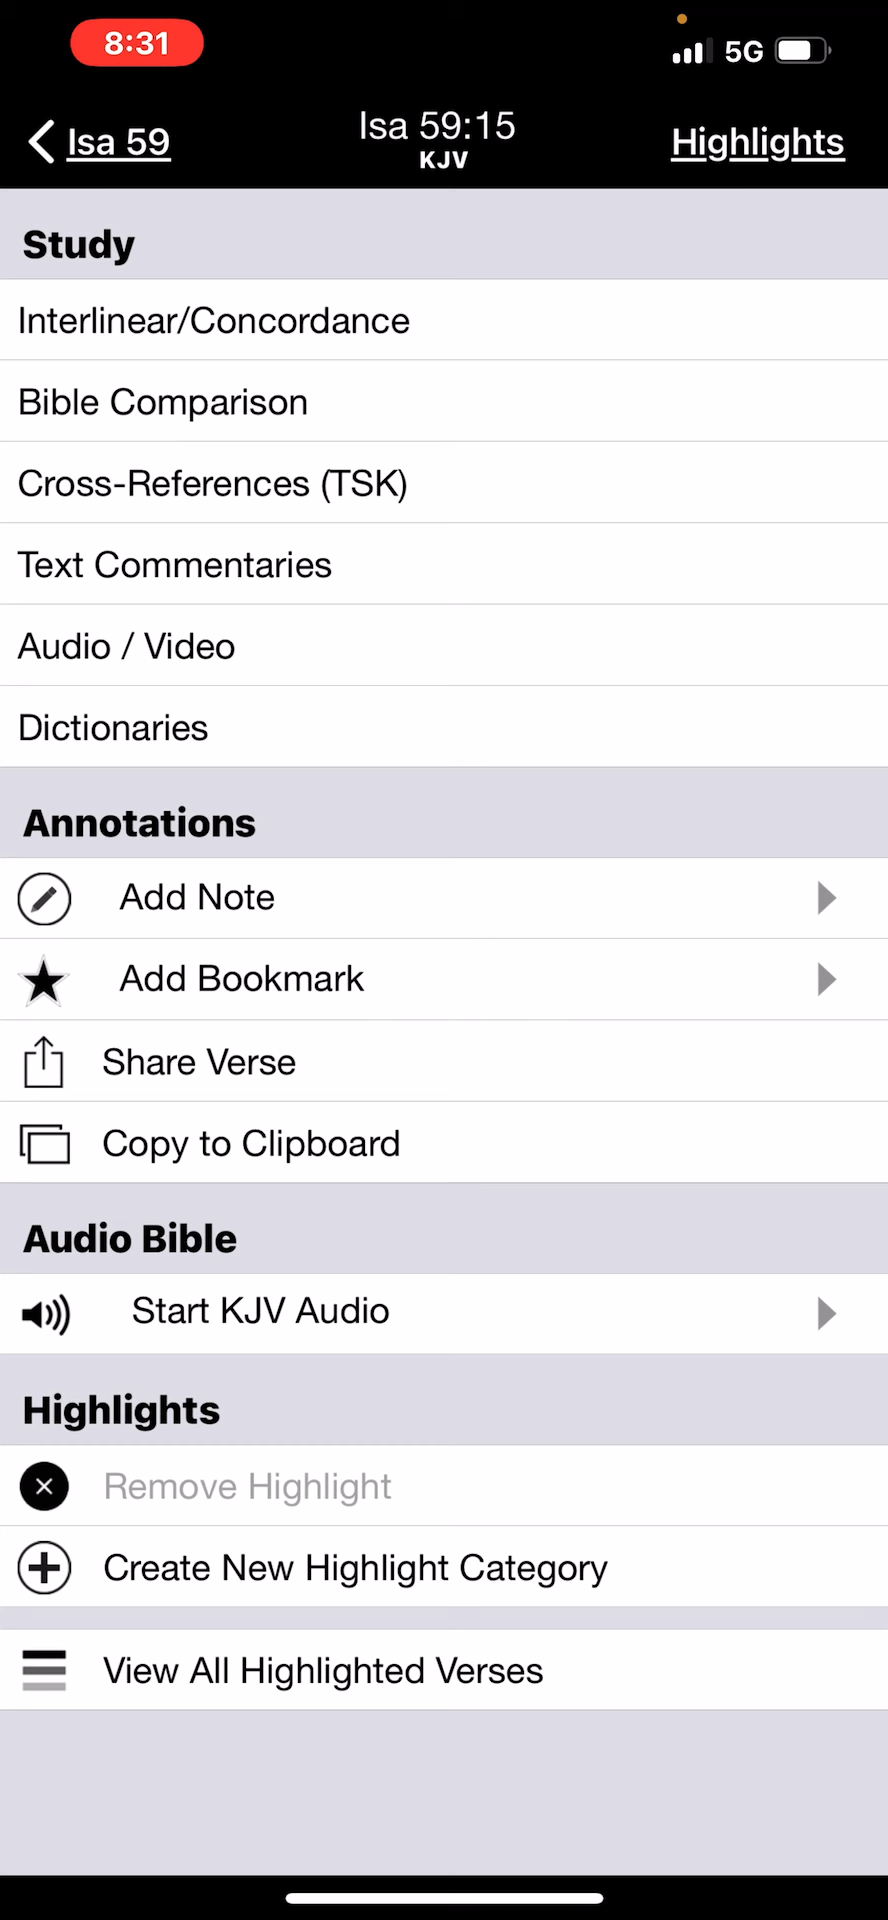 8:31
5G
Isa 59
Isa 59:15
KJV
Highlights
Study
Interlinear/Concordance
Bible Comparison
Cross-References (TSK)
Text Commentaries
Audio / Video
Dictionaries
Annotations
Add Note
Add Bookmark
Share Verse
Copy to Clipboard
Audio Bible
Start KJV Audio
Highlights
Remove Highlight
Create New Highlight Category
View All Highlighted Verses